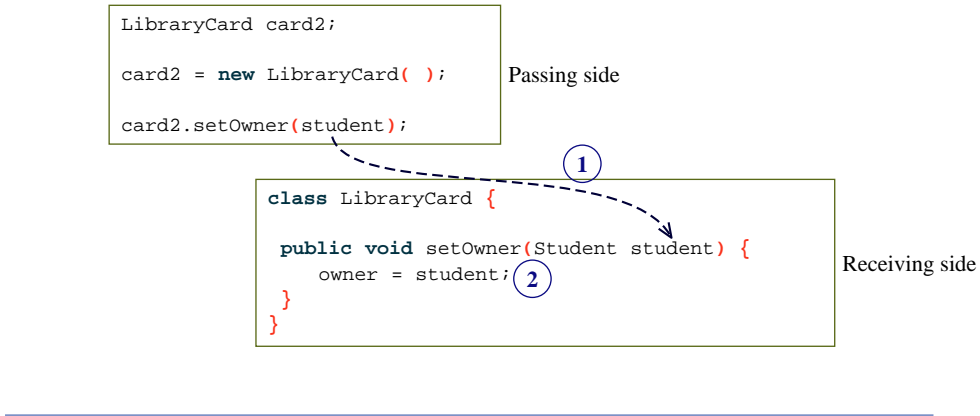 LibraryCard card2;
card2 = new LibraryCard( );
Passing side
card2.setOwner(student);
1
class LibraryCard {
public void setOwner(Student student) {
owner = student;
2
Receiving side
}
}